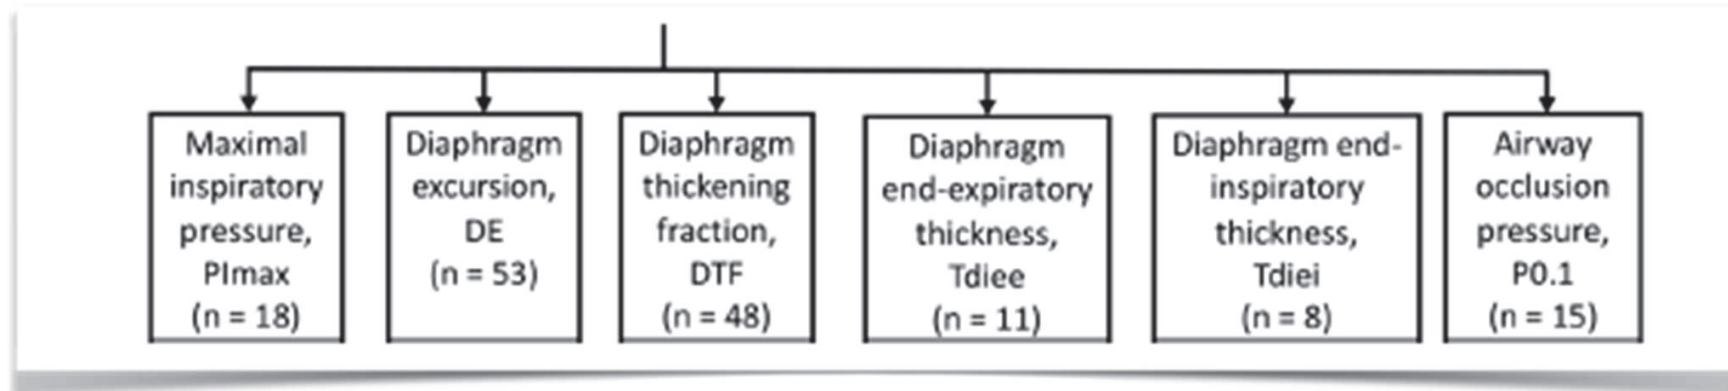 Maximal
inspiratory
pressure,
PImax
(n = 18)
Diaphragm
excursion,
DE
(n = 53)
Diaphragm
thickening
fraction,
DTF
(n = 48)
Diaphragm
end-expiratory
thickness,
Tdiee
(n = 11)
Diaphragm end-
inspiratory
thickness,
Tdiei
(n = 8)
Airway
occlusion
pressure,
P0.1
(n = 15)